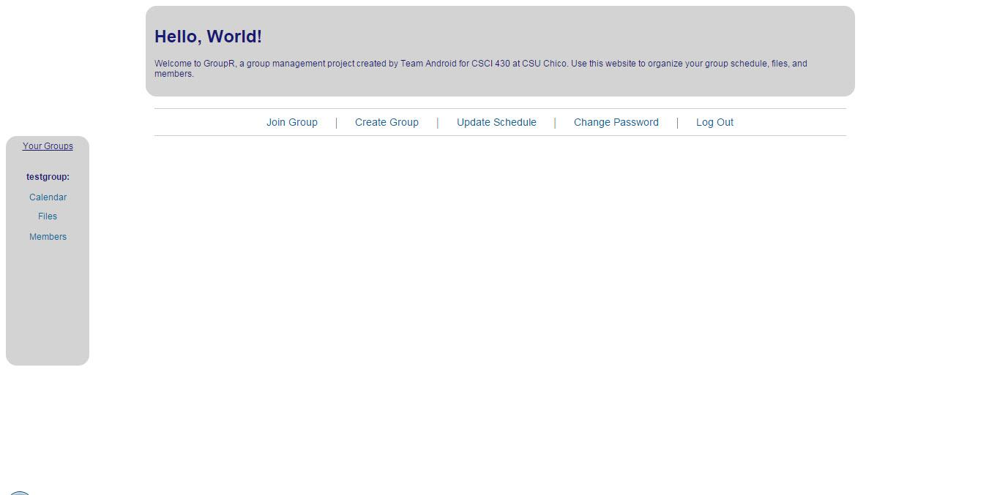 Hello, World!
Welcome to GroupR, a group management project created by Team Android for CSCI 430 at CSU Chico. Use this website to organize your group schedule, files, and
members.
Join Group | Create Group | Update Schedule | Change Password | Log Out
Your Groups
testgroup:
Calendar
Files
Members